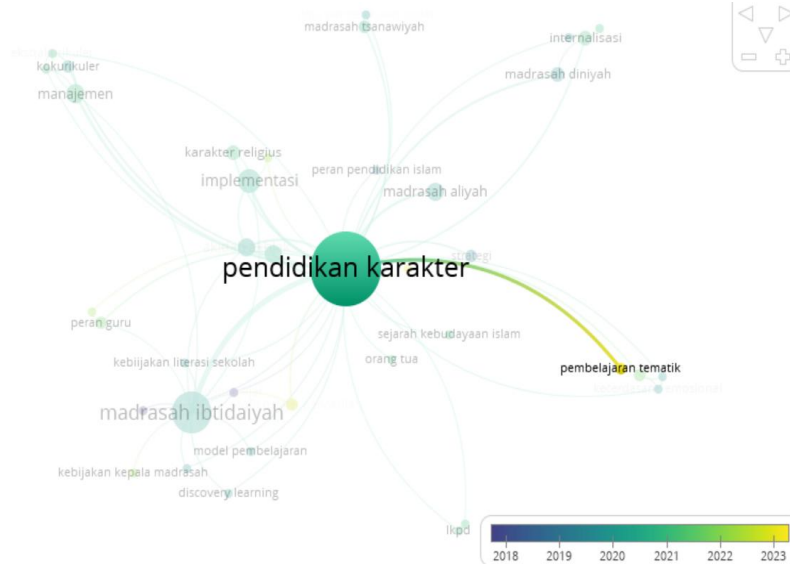 madrasah tsanawiyah
internalisasi
kokurikuler
madrasah diniyah
manajemen
karakter religius
peran pendidikan islam
implementasi
madrasah aliyah
strategi
pendidikan karakter
peran guru
sejarah kebudayaan islam
orang tua
kebiijakan literasi sekolah
pembelajaran tematik
madrasah ibtidaiyah
model pembelajaran
kebijakan kepala madrasah
discovery learning
lkpd
2018 2019 2020 2021 2022 2023